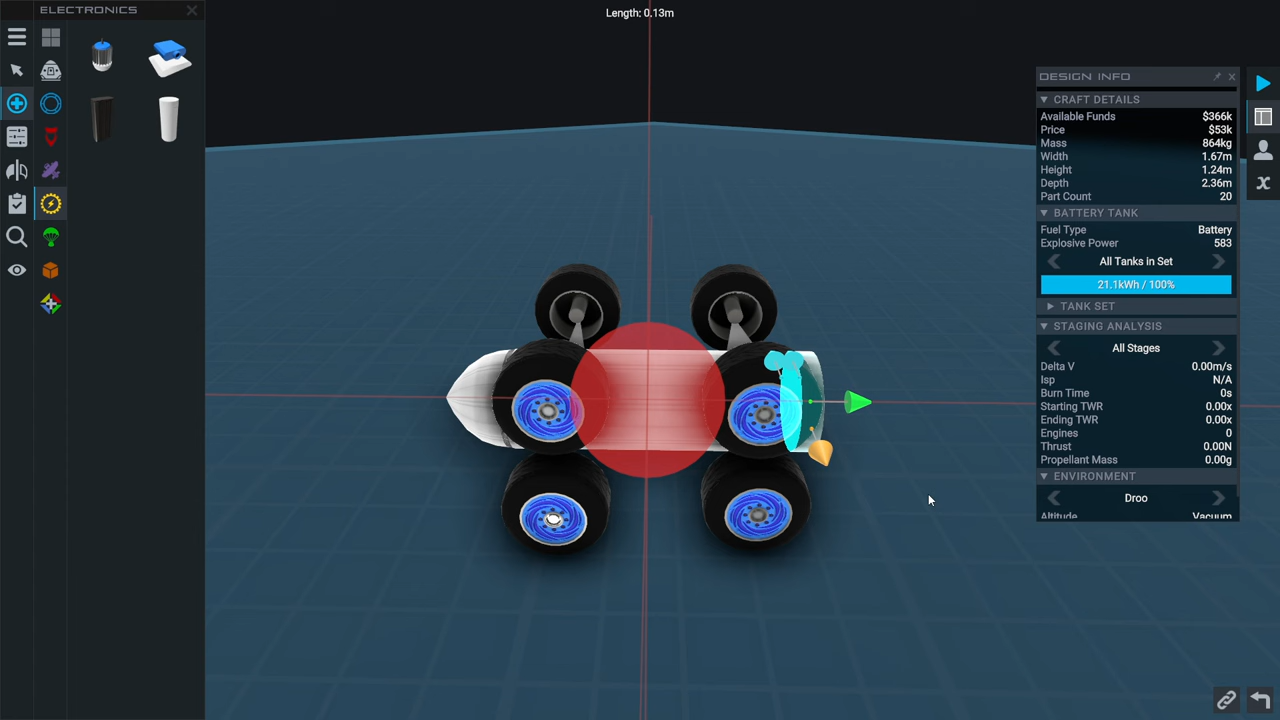 ELECTRONICS
Length: 0.13m
DESIGN INFO
CRAFT DETAILS
Available Funds $366k
Price $53k
Mass 864kg
Width 1.67m
Height 1.24m
Depth 2.36m
Part Count 20
BATTERY TANK
Fuel Type Battery
Explosive Power 583
All Tanks in Set
21.1kWh / 100%
TANK SET
STAGING ANALYSIS
All Stages
Delta V 0.00m/s
Isp N/A
Burn Time 0s
Starting TWR 0.00x
Ending TWR 0.00x
Engines 0
Thrust 0.00N
Propellant Mass 0.00g
ENVIRONMENT
Droo
Altitude Vacuum